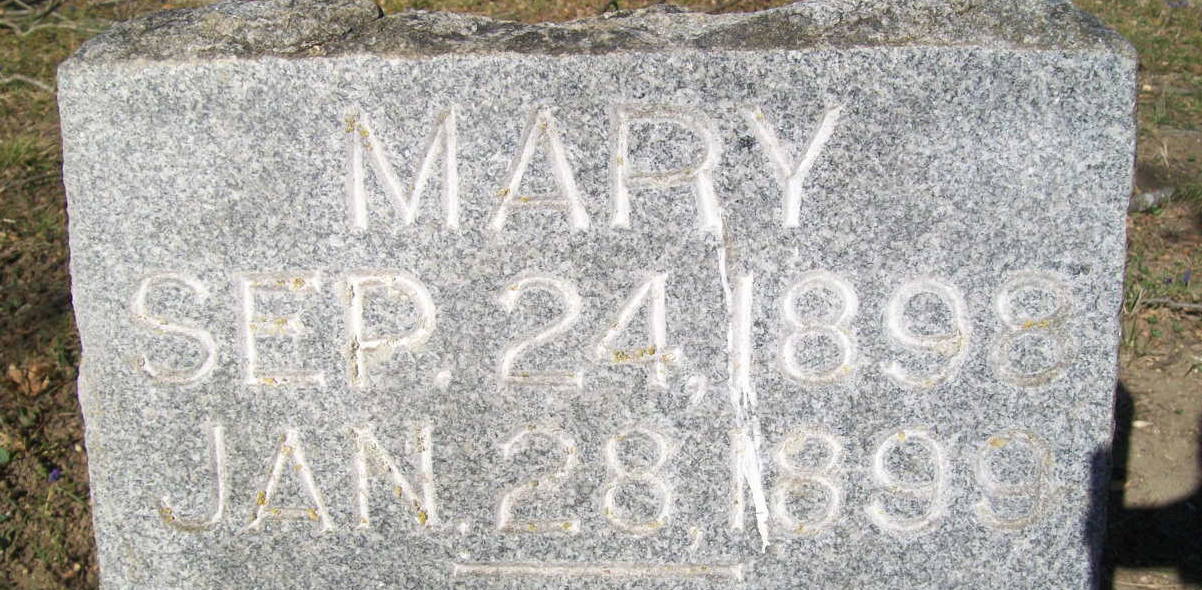 MARY
SEP. 24, 1898
JAN. 28, 1899